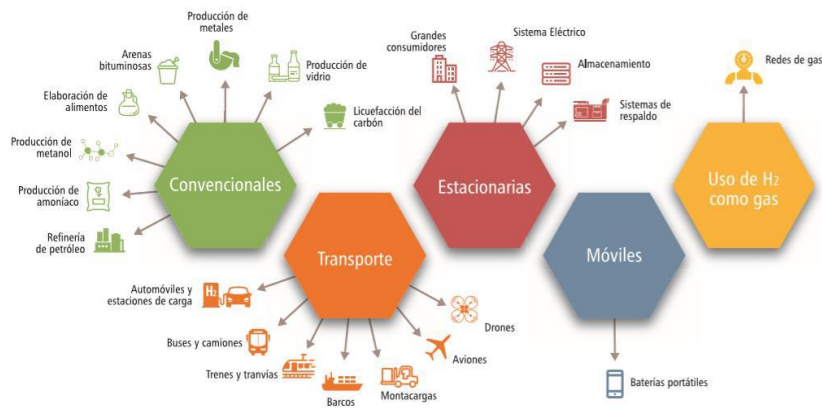 Producción de
metales
Arenas
bituminosas
Producción de
vidrio
Elaboración de
alimentos
Licuefacción del
carbón
Producción de
metanol
Producción de
amoníaco
Refinería
de petróleo
Convencionales
Grandes
consumidores
Sistema Eléctrico
Almacenamiento
Sistemas de
respaldo
Estacionarias
Redes de gas
Uso de H2
como gas
Transporte
Automóviles y
estaciones de carga
H2
Buses y camiones
Trenes y tranvías
Barcos
Montacargas
Aviones
Drones
Móviles
Baterías portátiles